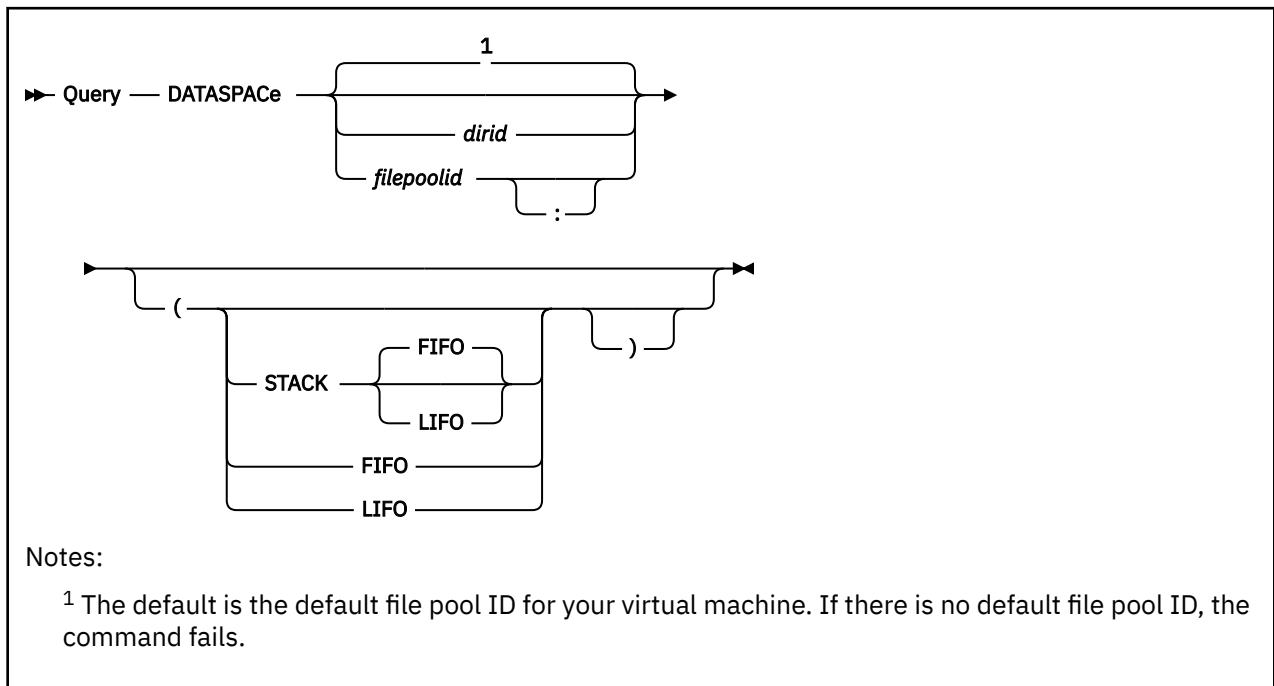 1
Query DATASPACe
dirid
filepoolid
:
(
FIFO
)
STACK
LIFO
FIFO
LIFO
Notes:
1 The default is the default file pool ID for your virtual machine. If there is no default file pool ID, the
command fails.